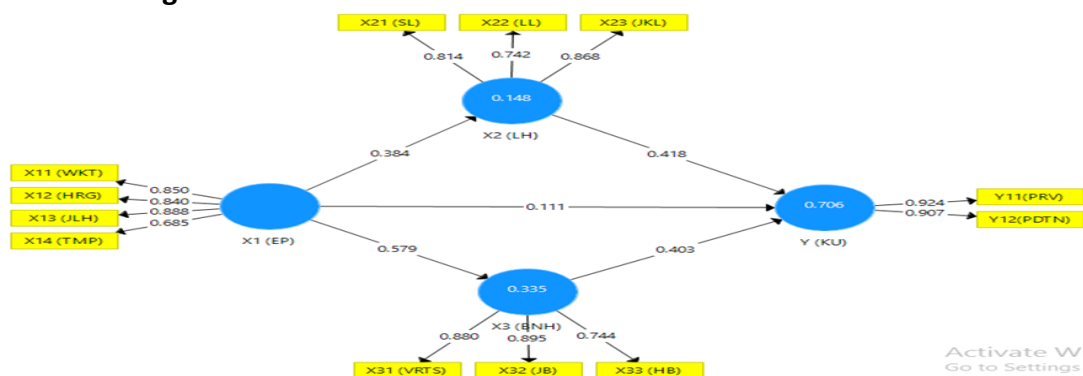 X21 (SL) X22 (LL) X23 (JKL)
0.814 0.742 0.868
0.148
X2 (LH)
0.384 0.418
X11 (WKT)
X12 (HRG)
X13 (JLH)
X14 (TMP)
0.850
0.840
0.888
0.685
X1 (EP)
0.111
0.706
Y (KU)
0.924
0.907
Y11(PRV)
Y12(PDTN)
0.579 0.403
0.335
X3 (BNH)
0.880 0.895 0.744
X31 (VRTS) X32 (JB) X33 (HB)
Activate W
Go to Settings